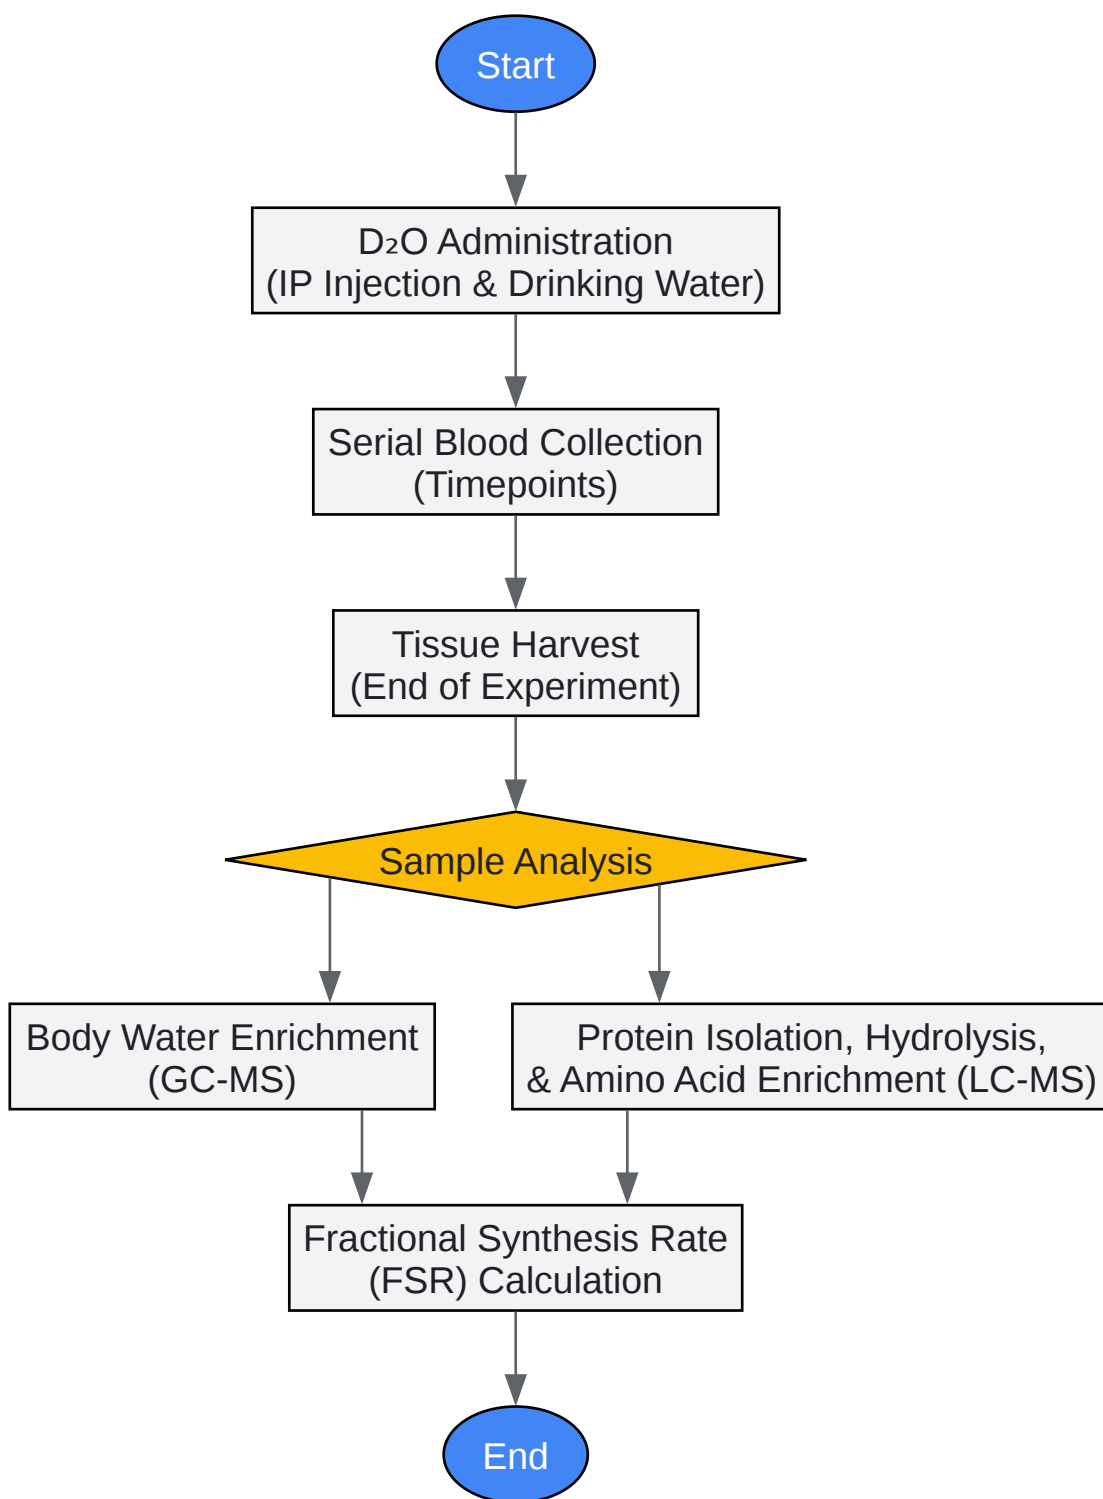 Start
D₂O Administration
(IP Injection & Drinking Water)
Serial Blood Collection
(Timepoints)
Tissue Harvest
(End of Experiment)
Sample Analysis
Body Water Enrichment
(GC-MS)
Protein Isolation, Hydrolysis,
& Amino Acid Enrichment (LC-MS)
Fractional Synthesis Rate
(FSR) Calculation
End